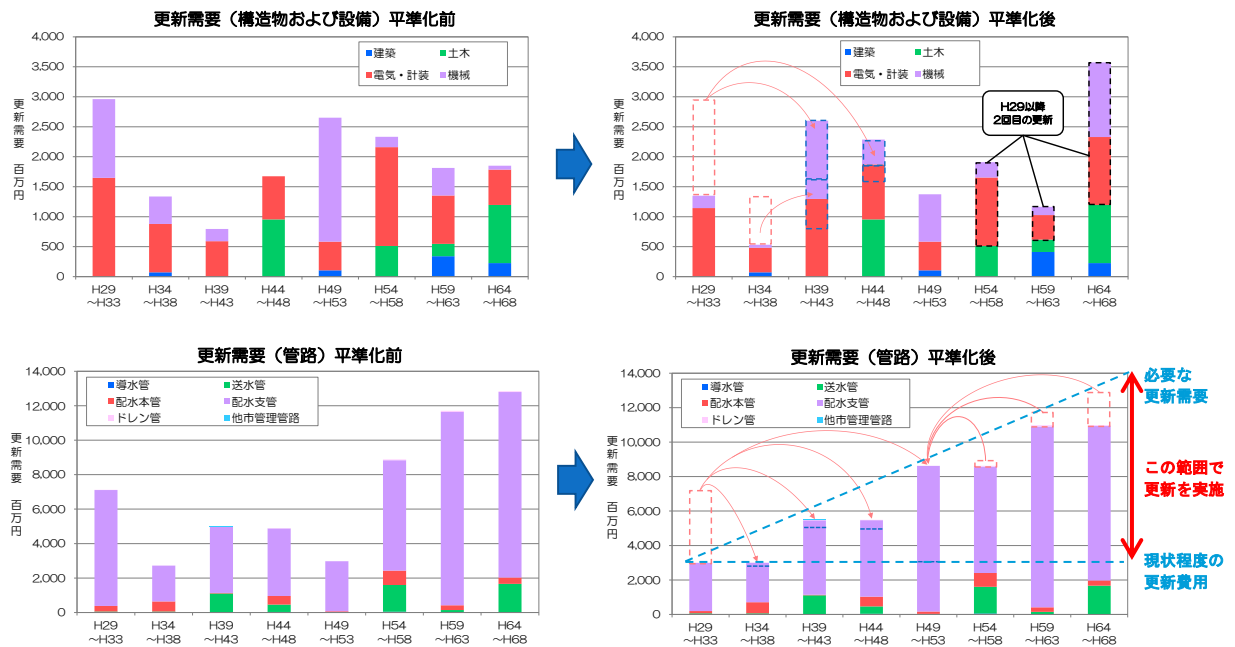 更新需要（構造物および設備）平準化前
4,000
3,500
3,000
2,500
2,000
1,500
1,000
500
0
更新需要　百万円
建築
土木
電気・計装
機械
H29
～H33
H34
～H38
H39
～H43
H44
～H48
H49
～H53
H54
～H58
H59
～H63
H64
～H68
更新需要（構造物および設備）平準化後
4,000
3,500
3,000
2,500
2,000
1,500
1,000
500
0
更新需要　百万円
建築
土木
電気・計装
機械
H29以降
2回目の更新
H29
～H33
H34
～H38
H39
～H43
H44
～H48
H49
～H53
H54
～H58
H59
～H63
H64
～H68
更新需要（管路）平準化前
14,000
12,000
10,000
8,000
6,000
4,000
2,000
0
更新需要　百万円
導水管
送水管
配水本管
配水支管
ドレン管
他市管理管路
H29
～H33
H34
～H38
H39
～H43
H44
～H48
H49
～H53
H54
～H58
H59
～H63
H64
～H68
更新需要（管路）平準化後
14,000
12,000
10,000
8,000
6,000
4,000
2,000
0
更新需要　百万円
導水管
送水管
配水本管
配水支管
ドレン管
他市管理管路
H29
～H33
H34
～H38
H39
～H43
H44
～H48
H49
～H53
H54
～H58
H59
～H63
H64
～H68
必要な
更新需要
この範囲で
更新を実施
現状程度の
更新費用